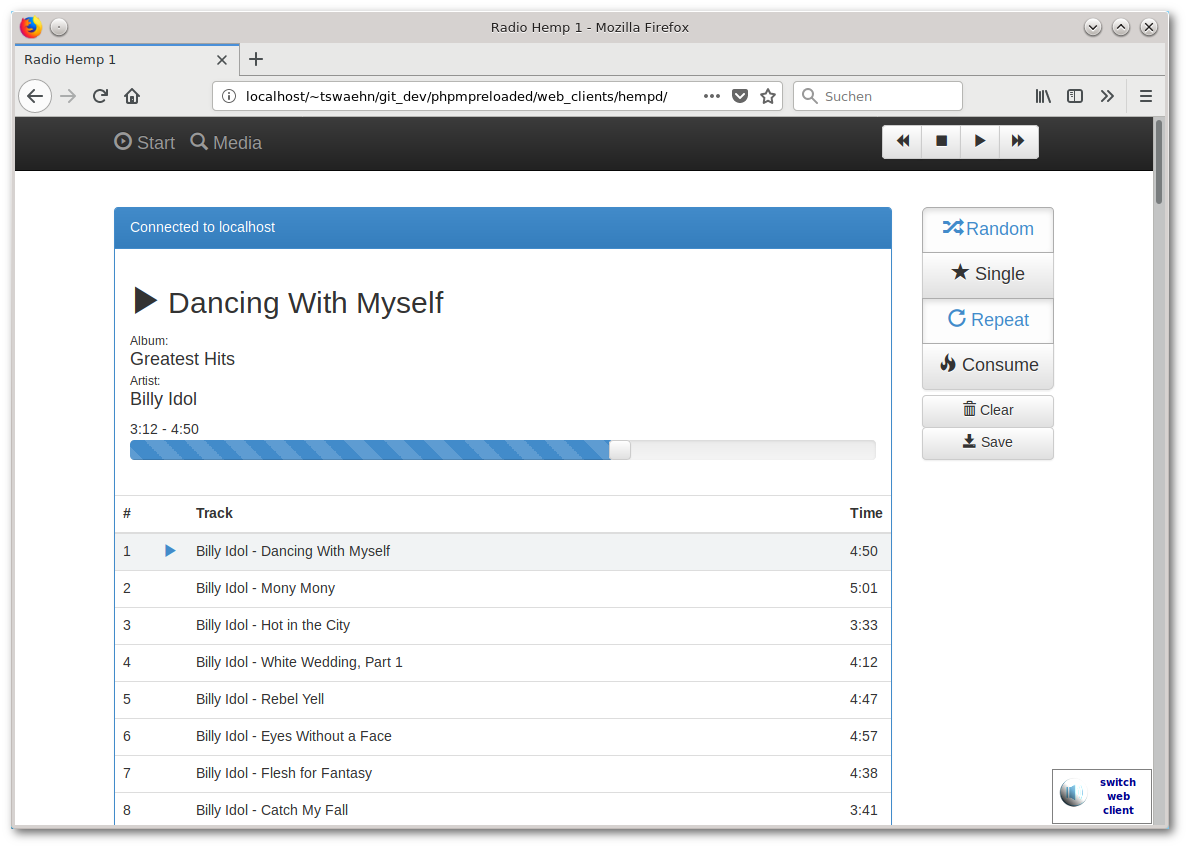 Radio Hemp 1 - Mozilla Firefox
Radio Hemp 1
localhost/~tswaehn/git_dev/phpmpreloaded/web_clients/hempd/
Suchen
Start Media
Connected to localhost
Dancing With Myself
Album:
Greatest Hits
Artist:
Billy Idol
3:12 - 4:50
Random
Single
Repeat
Consume
Clear
Save
# Track Time
1 Billy Idol - Dancing With Myself 4:50
2 Billy Idol - Mony Mony 5:01
3 Billy Idol - Hot in the City 3:33
4 Billy Idol - White Wedding, Part 1 4:12
5 Billy Idol - Rebel Yell 4:47
6 Billy Idol - Eyes Without a Face 4:57
7 Billy Idol - Flesh for Fantasy 4:38
8 Billy Idol - Catch My Fall 3:41
switch
web
client